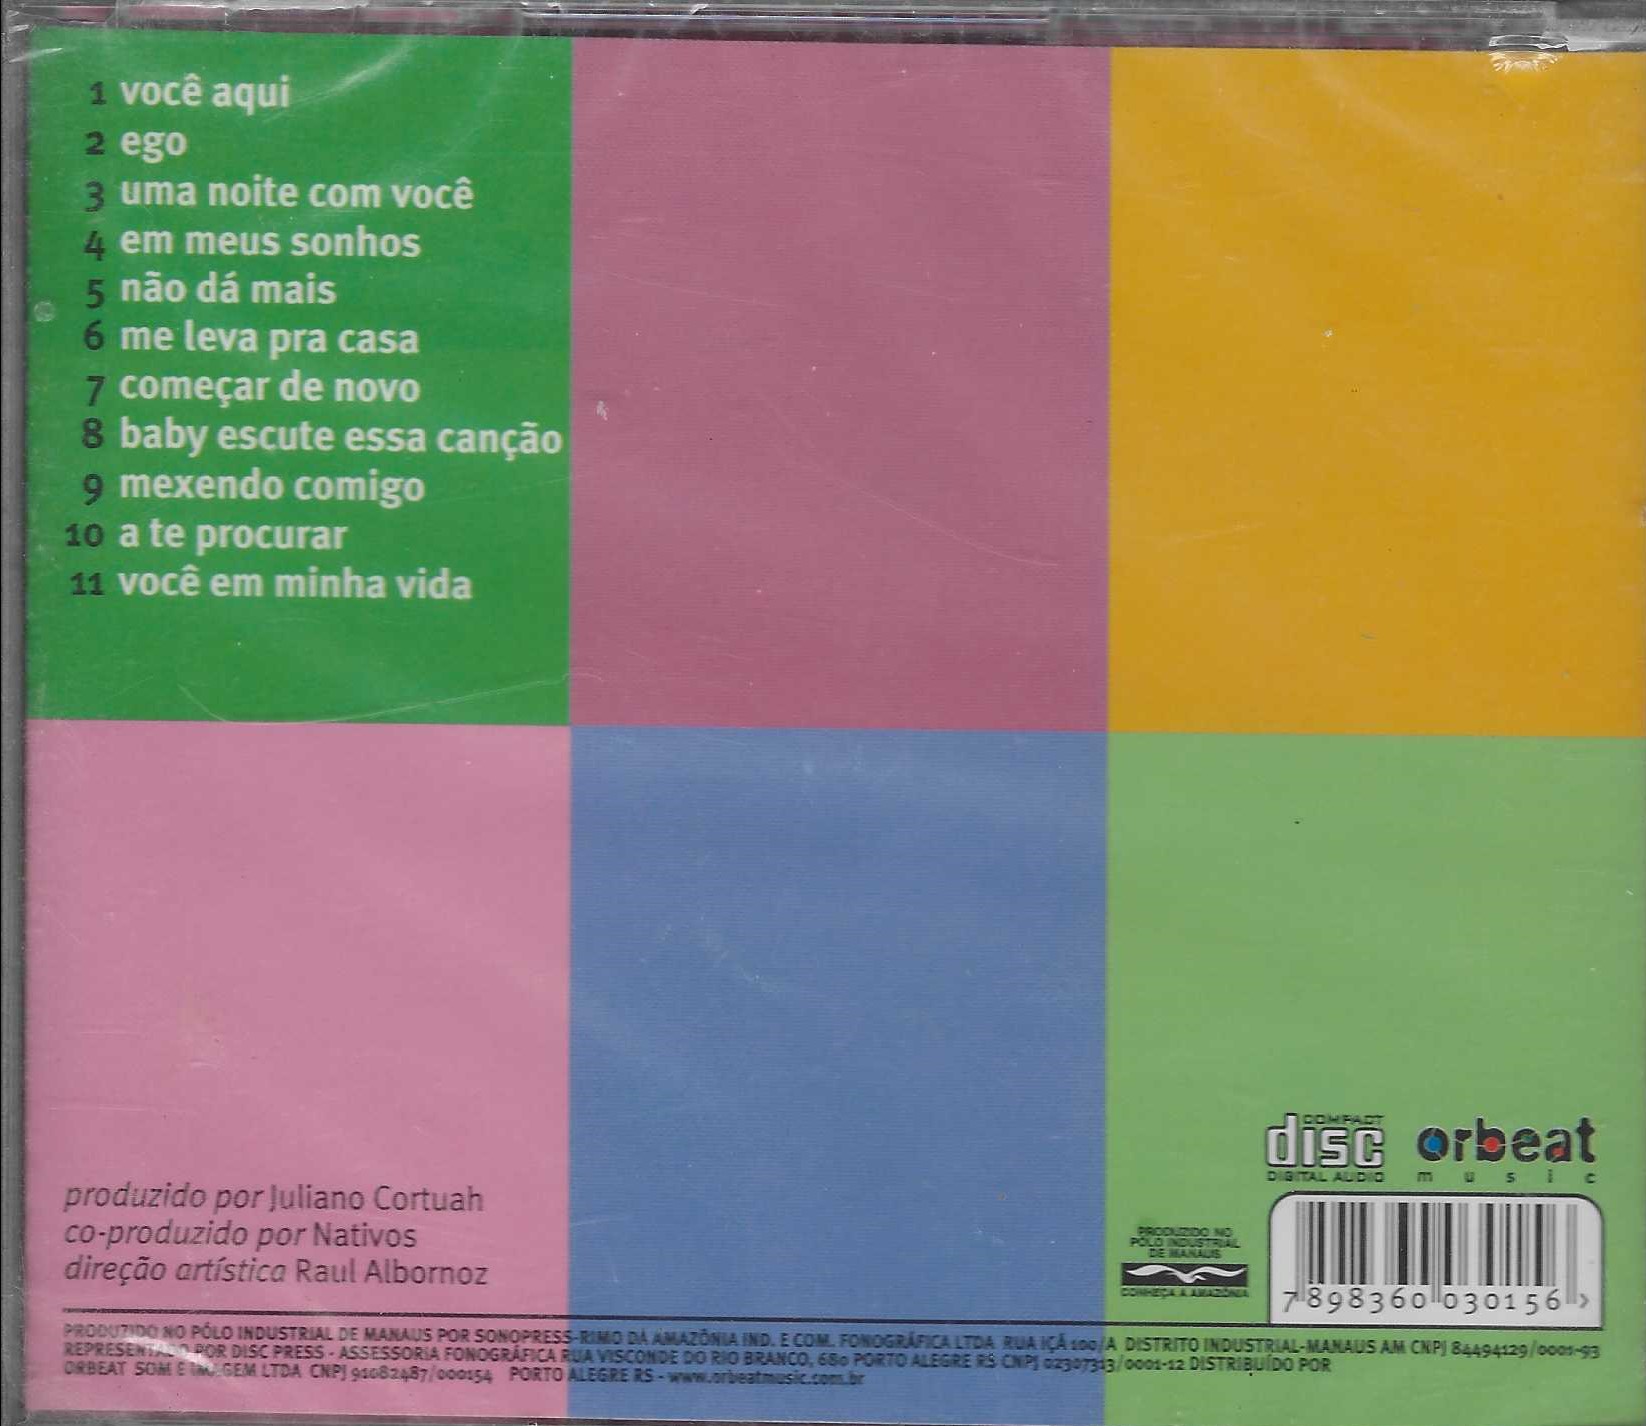 1 você aqui
2 ego
3 uma noite com você
4 em meus sonhos
5 não dá mais
6 me leva pra casa
7 começar de novo
8 baby escute essa canção
9 mexendo comigo
10 a te procurar
11 você em minha vida
produzido por Juliano Cortuah
co-produzido por Nativos
direção artística Raul Albornoz
COMPACT
disc
DIGITAL AUDIO
orbeat
music
PRODUZIDO NO
PÓLO INDUSTRIAL
DE MANAUS
CONHEÇA A AMAZÔNIA
7 898360 030156 >
PRODUZIDO NO PÓLO INDUSTRIAL DE MANAUS POR SONOPRESS-RIMO DA AMAZÔNIA IND. E COM. FONOGRÁFICA LTDA RUA IÇÁ 100/A DISTRITO INDUSTRIAL-MANAUS AM CNPJ 84494129/0001-93
REPRESENTADO POR DISC PRESS - ASSESSORIA FONOGRÁFICA RUA VISCONDE DO RIO BRANCO, 680 PORTO ALEGRE RS CNPJ 02307313/0001-12 DISTRIBUÍDO POR
ORBEAT SOM E IMAGEM LTDA CNPJ 91082487/000154 PORTO ALEGRE RS - www.orbeatmusic.com.br